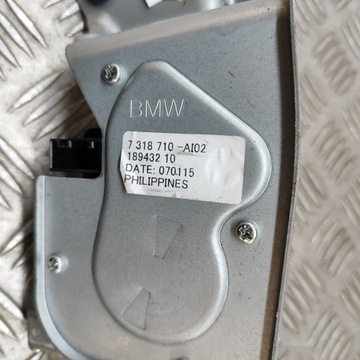 BMW
7 318 710 -AI02
189432 10
DATE: 070115
PHILIPPINES